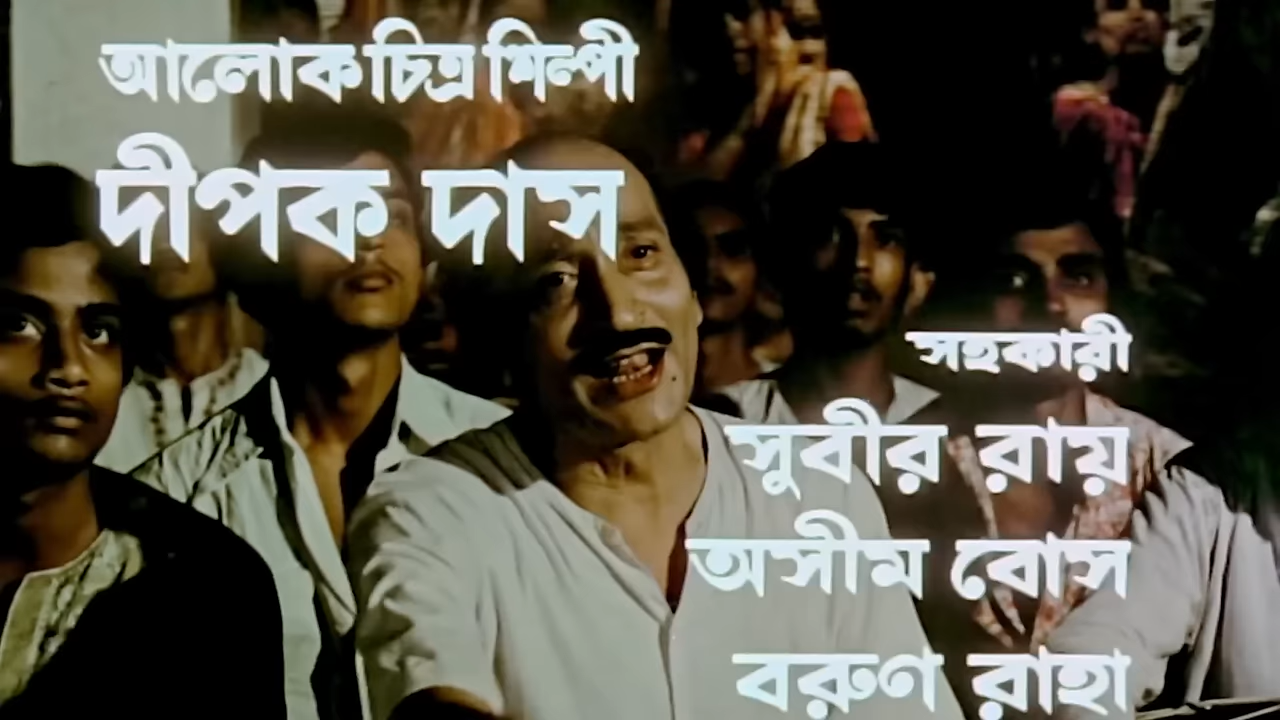 আলোকচিত্র শিল্পী
দীপক দাস
সহকারী
সুবীর রায়
অসীম বোস
বরুণ রাহা